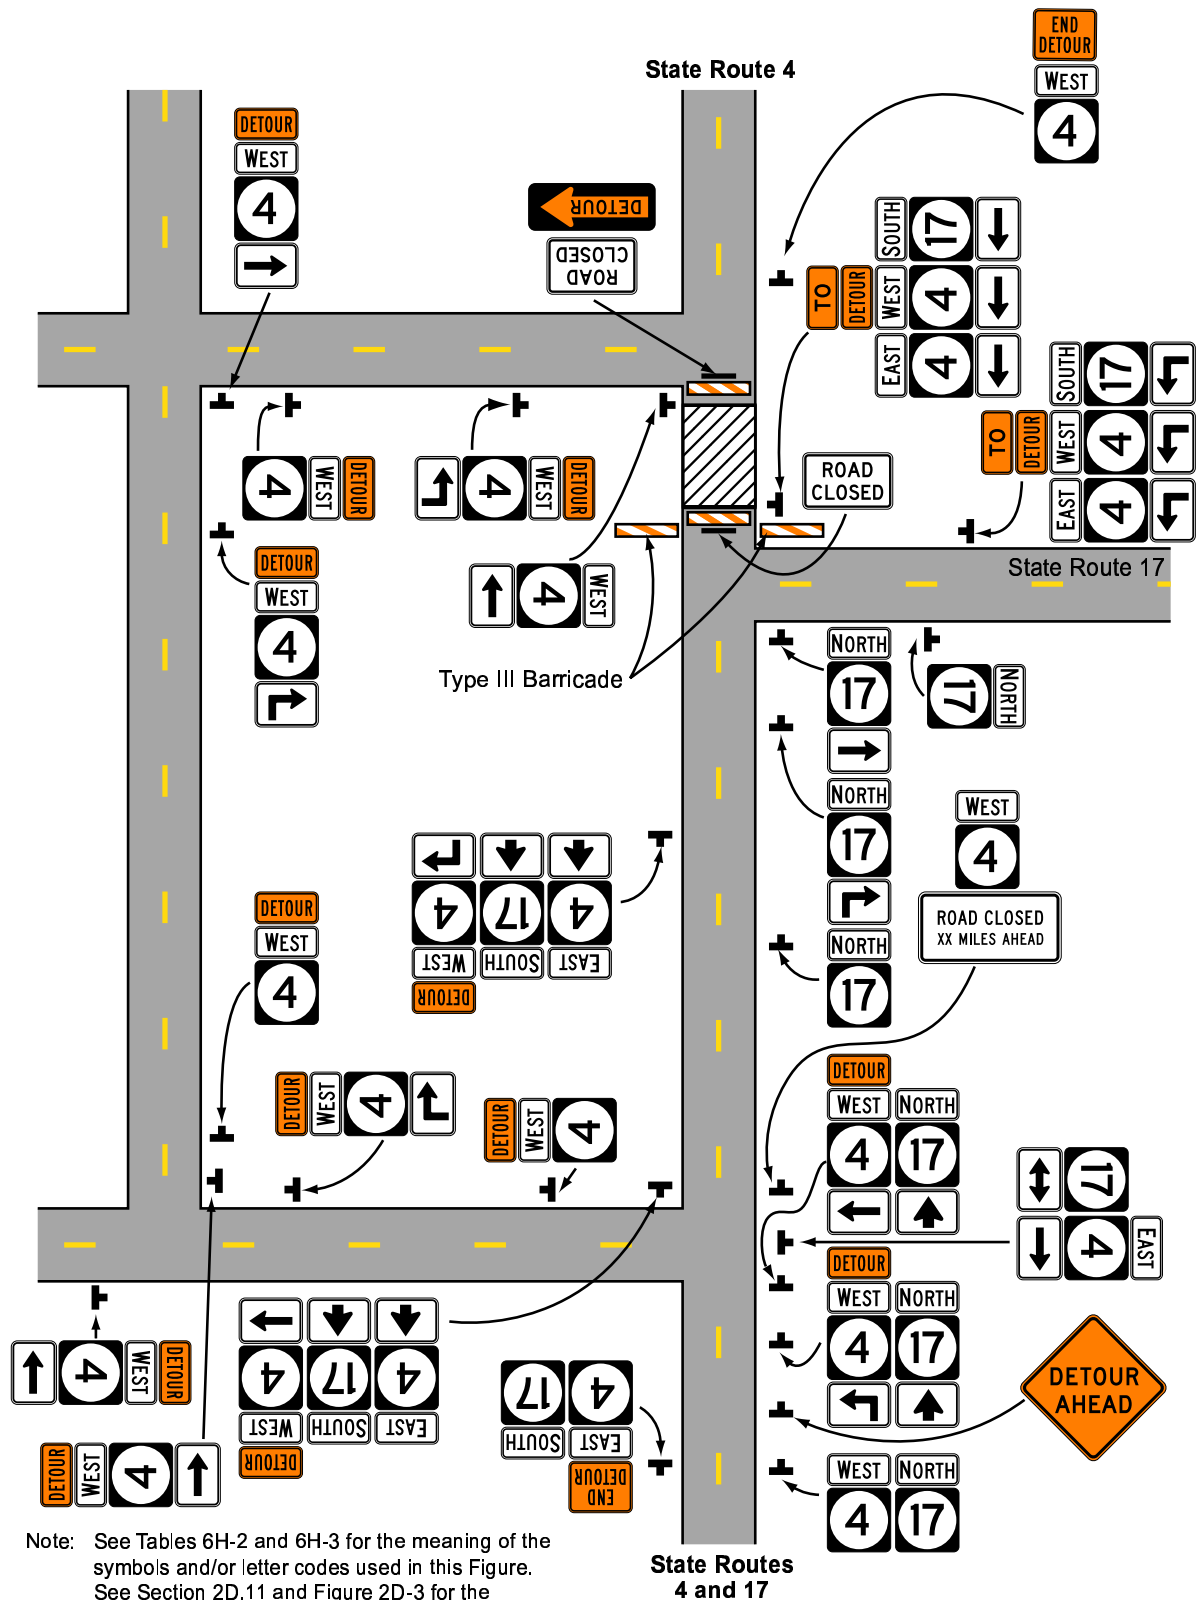 State Route 4
END
DETOUR
WEST
4
DETOUR
WEST
4
DETOUR
ROAD
CLOSED
SOUTH
17
TO
DETOUR
WEST
4
EAST
4
SOUTH
17
TO
DETOUR
WEST
4
EAST
4
4
WEST
DETOUR
4
WEST
DETOUR
ROAD
CLOSED
DETOUR
WEST
4
4
WEST
State Route 17
Type III Barricade
NORTH
17
17
NORTH
NORTH
17
WEST
4
ROAD CLOSED
XX MILES AHEAD
4 17 4
WEST SOUTH EAST
DETOUR
DETOUR
WEST
4
NORTH
17
DETOUR
WEST
4
DETOUR
WEST
4
DETOUR
WEST NORTH
4 17
17
4
EAST
DETOUR
WEST NORTH
4 17
4
WEST
DETOUR
4 17 4
WEST SOUTH EAST
DETOUR
17 4
SOUTH EAST
END
DETOUR
DETOUR
AHEAD
DETOUR
WEST
4
WEST NORTH
4 17
Note: See Tables 6H-2 and 6H-3 for the meaning of the
symbols and/or letter codes used in this Figure.
See Section 2D.11 and Figure 2D-3 for the
State Routes
4 and 17